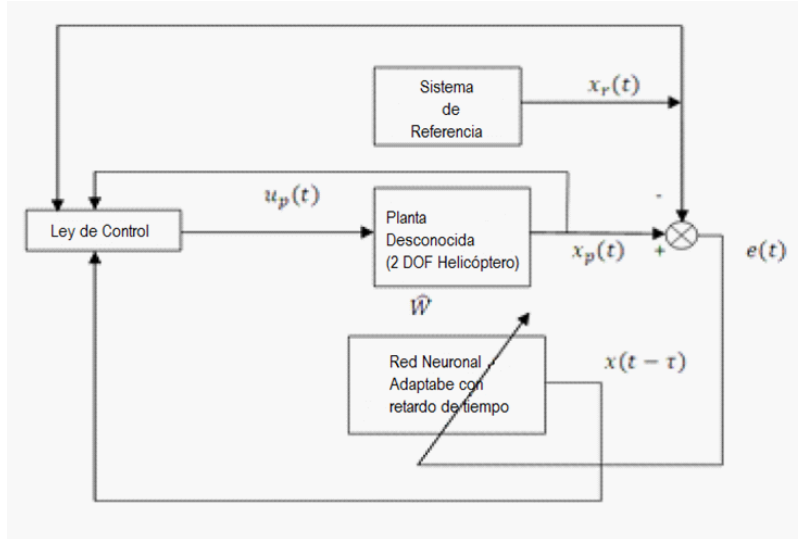 Sistema
de
Referencia
x_r(t)
u_p(t)
Ley de Control
Planta
Desconocida
(2 DOF Helicóptero)
-
+
x_p(t)
e(t)
Ŵ
Red Neuronal
Adaptabe con
retardo de tiempo
x(t − τ)